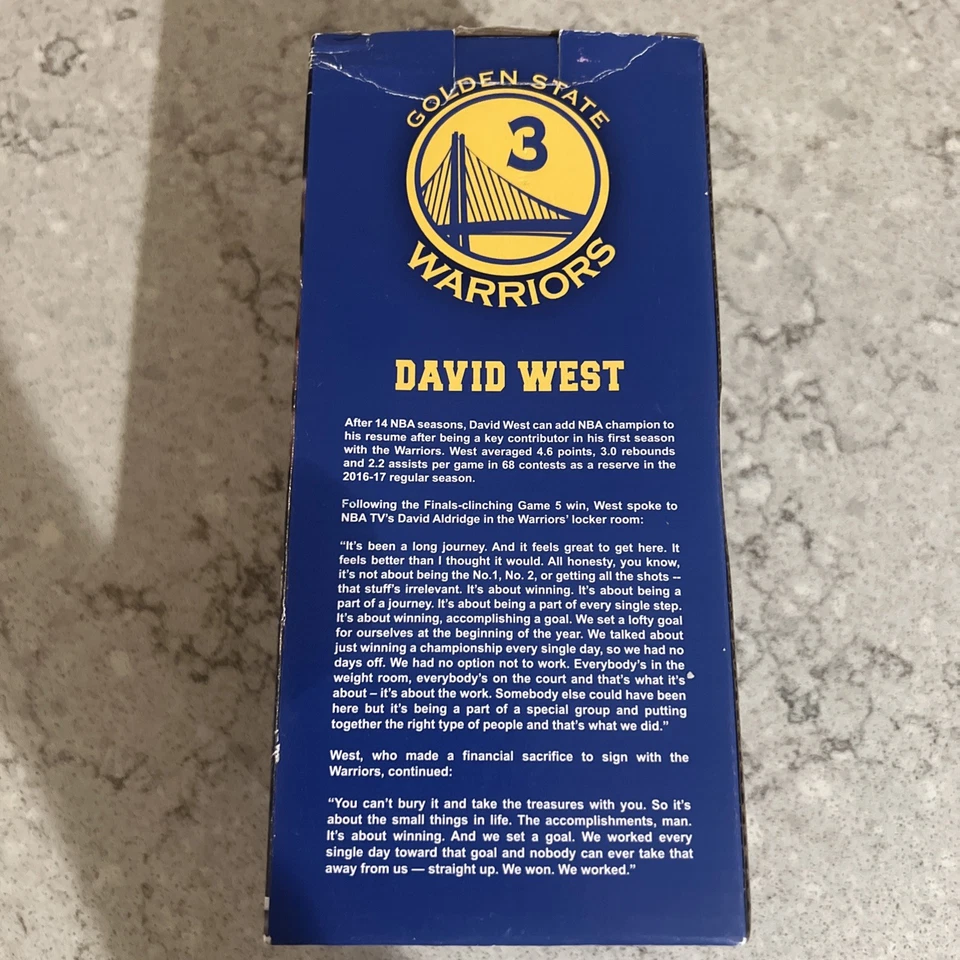 GOLDEN STATE
3
WARRIORS
DAVID WEST
After 14 NBA seasons, David West can add NBA champion to
his resume after being a key contributor in his first season
with the Warriors. West averaged 4.6 points, 3.0 rebounds
and 2.2 assists per game in 68 contests as a reserve in the
2016-17 regular season.
Following the Finals-clinching Game 5 win, West spoke to
NBA TV's David Aldridge in the Warriors' locker room:
“It's been a long journey. And it feels great to get here. It
feels better than I thought it would. All honesty, you know,
it's not about being the No.1, No. 2, or getting all the shots --
that stuff's irrelevant. It's about winning. It's about being a
part of a journey. It's about being a part of every single step.
It's about winning, accomplishing a goal. We set a lofty goal
for ourselves at the beginning of the year. We talked about
just winning a championship every single day, so we had no
days off. We had no option not to work. Everybody's in the
weight room, everybody's on the court and that's what it's
about – it's about the work. Somebody else could have been
here but it's being a part of a special group and putting
together the right type of people and that's what we did.”
West, who made a financial sacrifice to sign with the
Warriors, continued:
“You can't bury it and take the treasures with you. So it's
about the small things in life. The accomplishments, man.
It's about winning. And we set a goal. We worked every
single day toward that goal and nobody can ever take that
away from us — straight up. We won. We worked.”